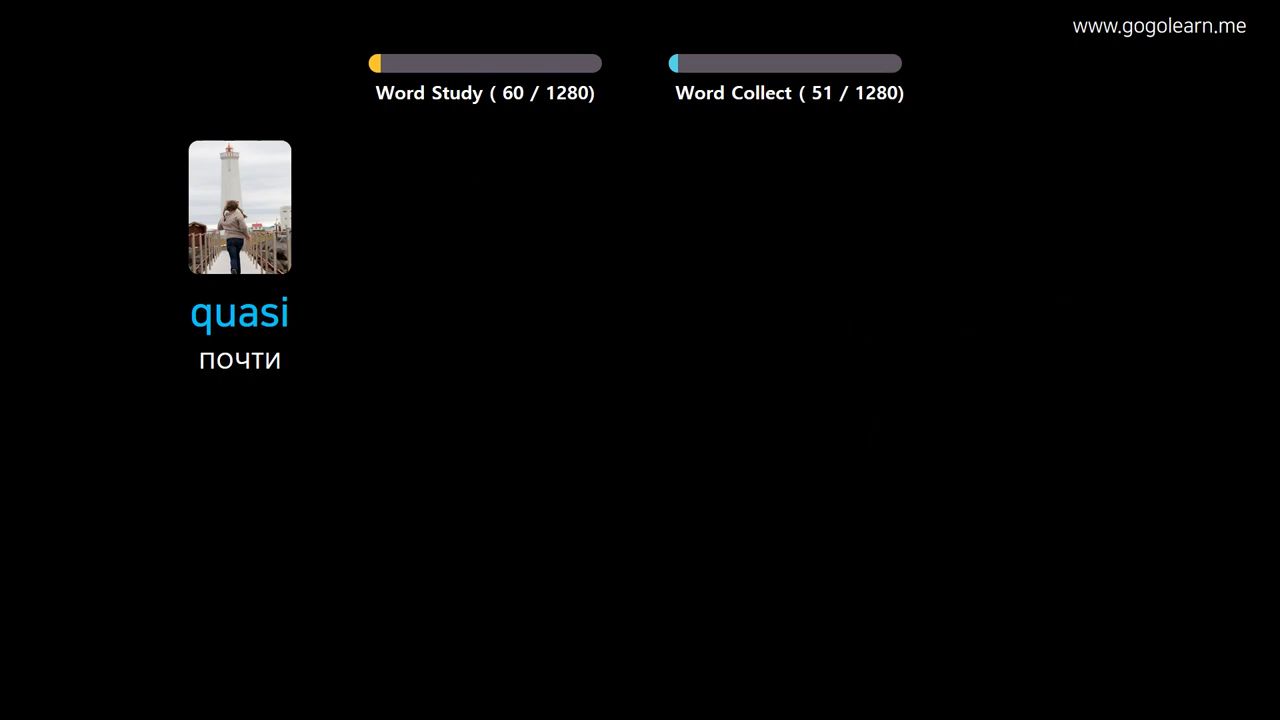 www.gogolearn.me
Word Study ( 60 / 1280)
Word Collect ( 51 / 1280)
quasi
почти